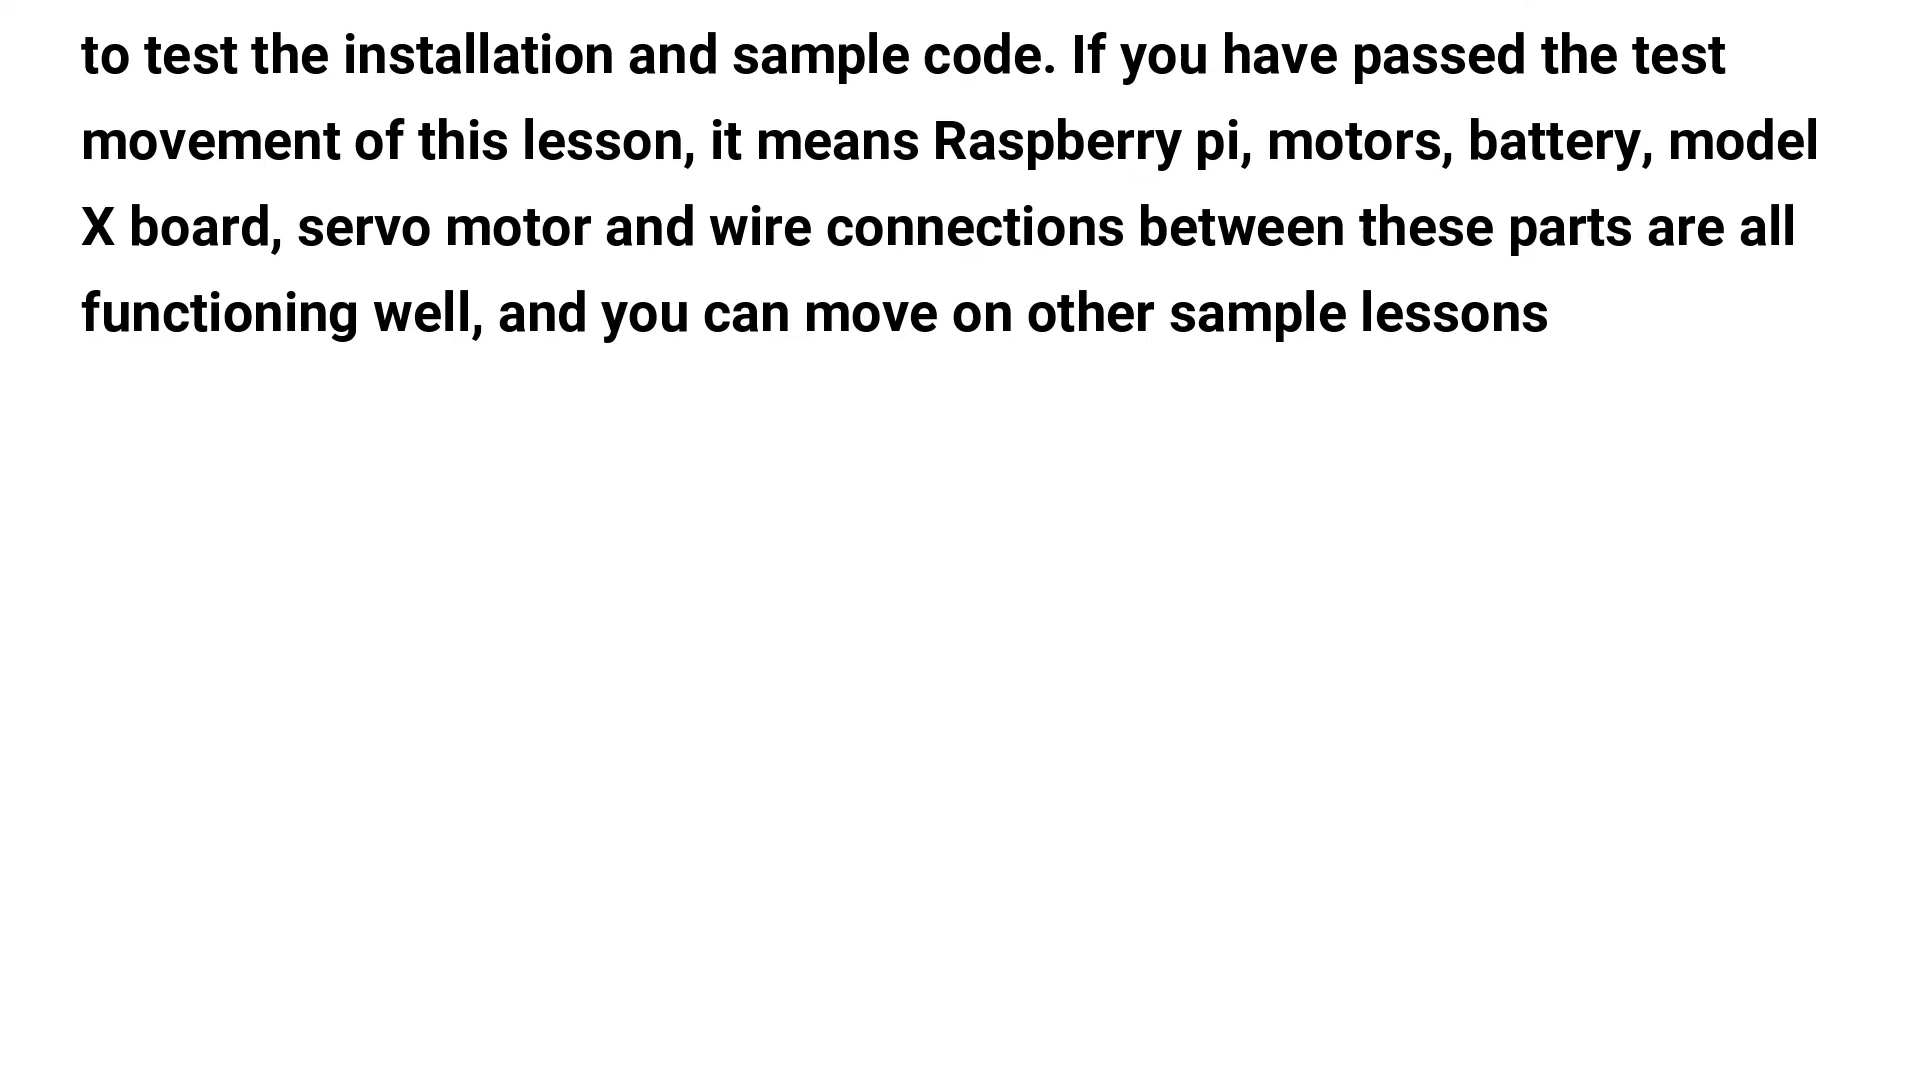 to test the installation and sample code. If you have passed the test
movement of this lesson, it means Raspberry pi, motors, battery, model
X board, servo motor and wire connections between these parts are all
functioning well, and you can move on other sample lessons